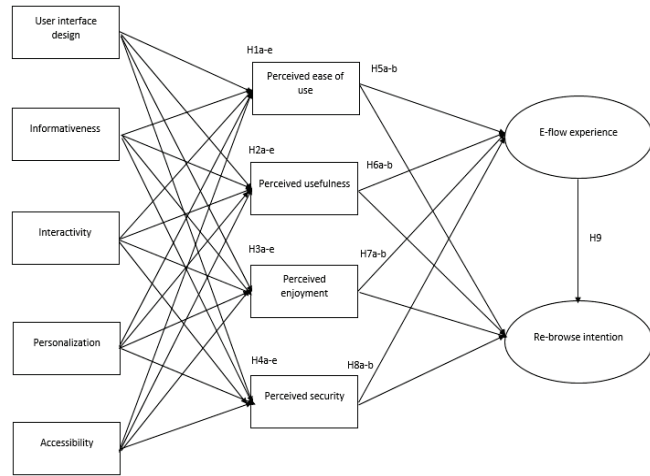 User interface
design
Informativeness
Interactivity
Personalization
Accessibility
H1a-e
Perceived ease of
use
H2a-e
Perceived usefulness
H3a-e
Perceived
enjoyment
H4a-e
Perceived security
H5a-b
H6a-b
H7a-b
H8a-b
E-flow experience
H9
Re-browse intention